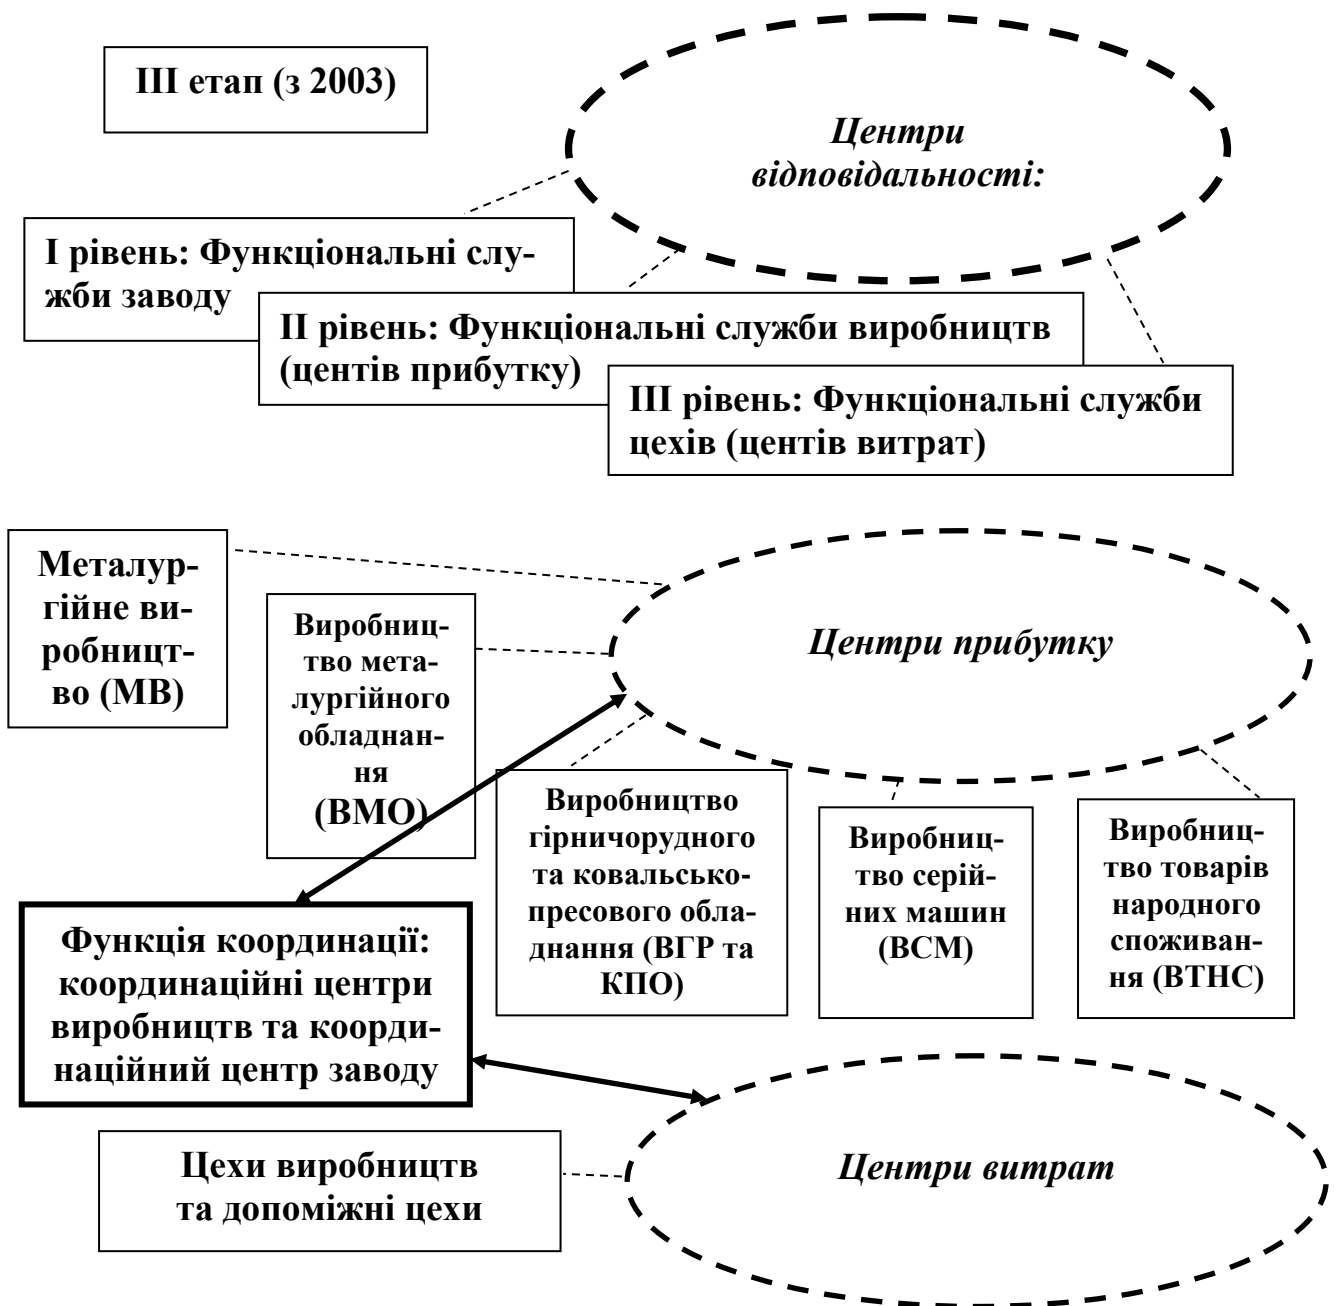 III етап (з 2003)
Центри
відповідальності:
I рівень: Функціональні слу-
жби заводу
II рівень: Функціональні служби виробництв
(центів прибутку)
III рівень: Функціональні служби
цехів (центів витрат)
Металур-
гійне ви-
робницт-
во (МВ)
Виробниц-
тво мета-
лургійного
обладнан-
ня
(ВМО)
Центри прибутку
Виробництво
гірничорудного
та ковальсько-
пресового обла-
днання (ВГР та
КПО)
Виробниц-
тво серій-
них машин
(ВСМ)
Виробниц-
тво товарів
народного
споживан-
ня (ВТНС)
Функція координації:
координаційні центри
виробництв та коорди-
наційний центр заводу
Цехи виробництв
та допоміжні цехи
Центри витрат